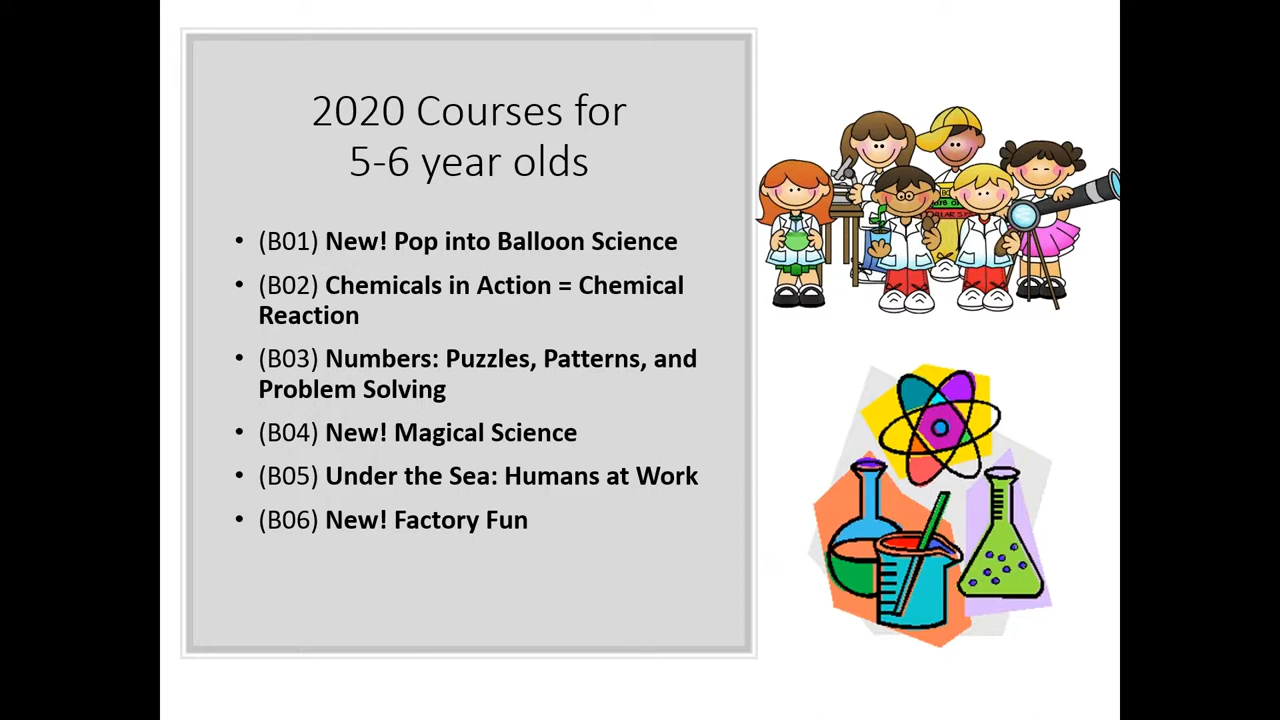 2020 Courses for
5-6 year olds
• (B01) New! Pop into Balloon Science
• (B02) Chemicals in Action = Chemical
Reaction
• (B03) Numbers: Puzzles, Patterns, and
Problem Solving
• (B04) New! Magical Science
• (B05) Under the Sea: Humans at Work
• (B06) New! Factory Fun